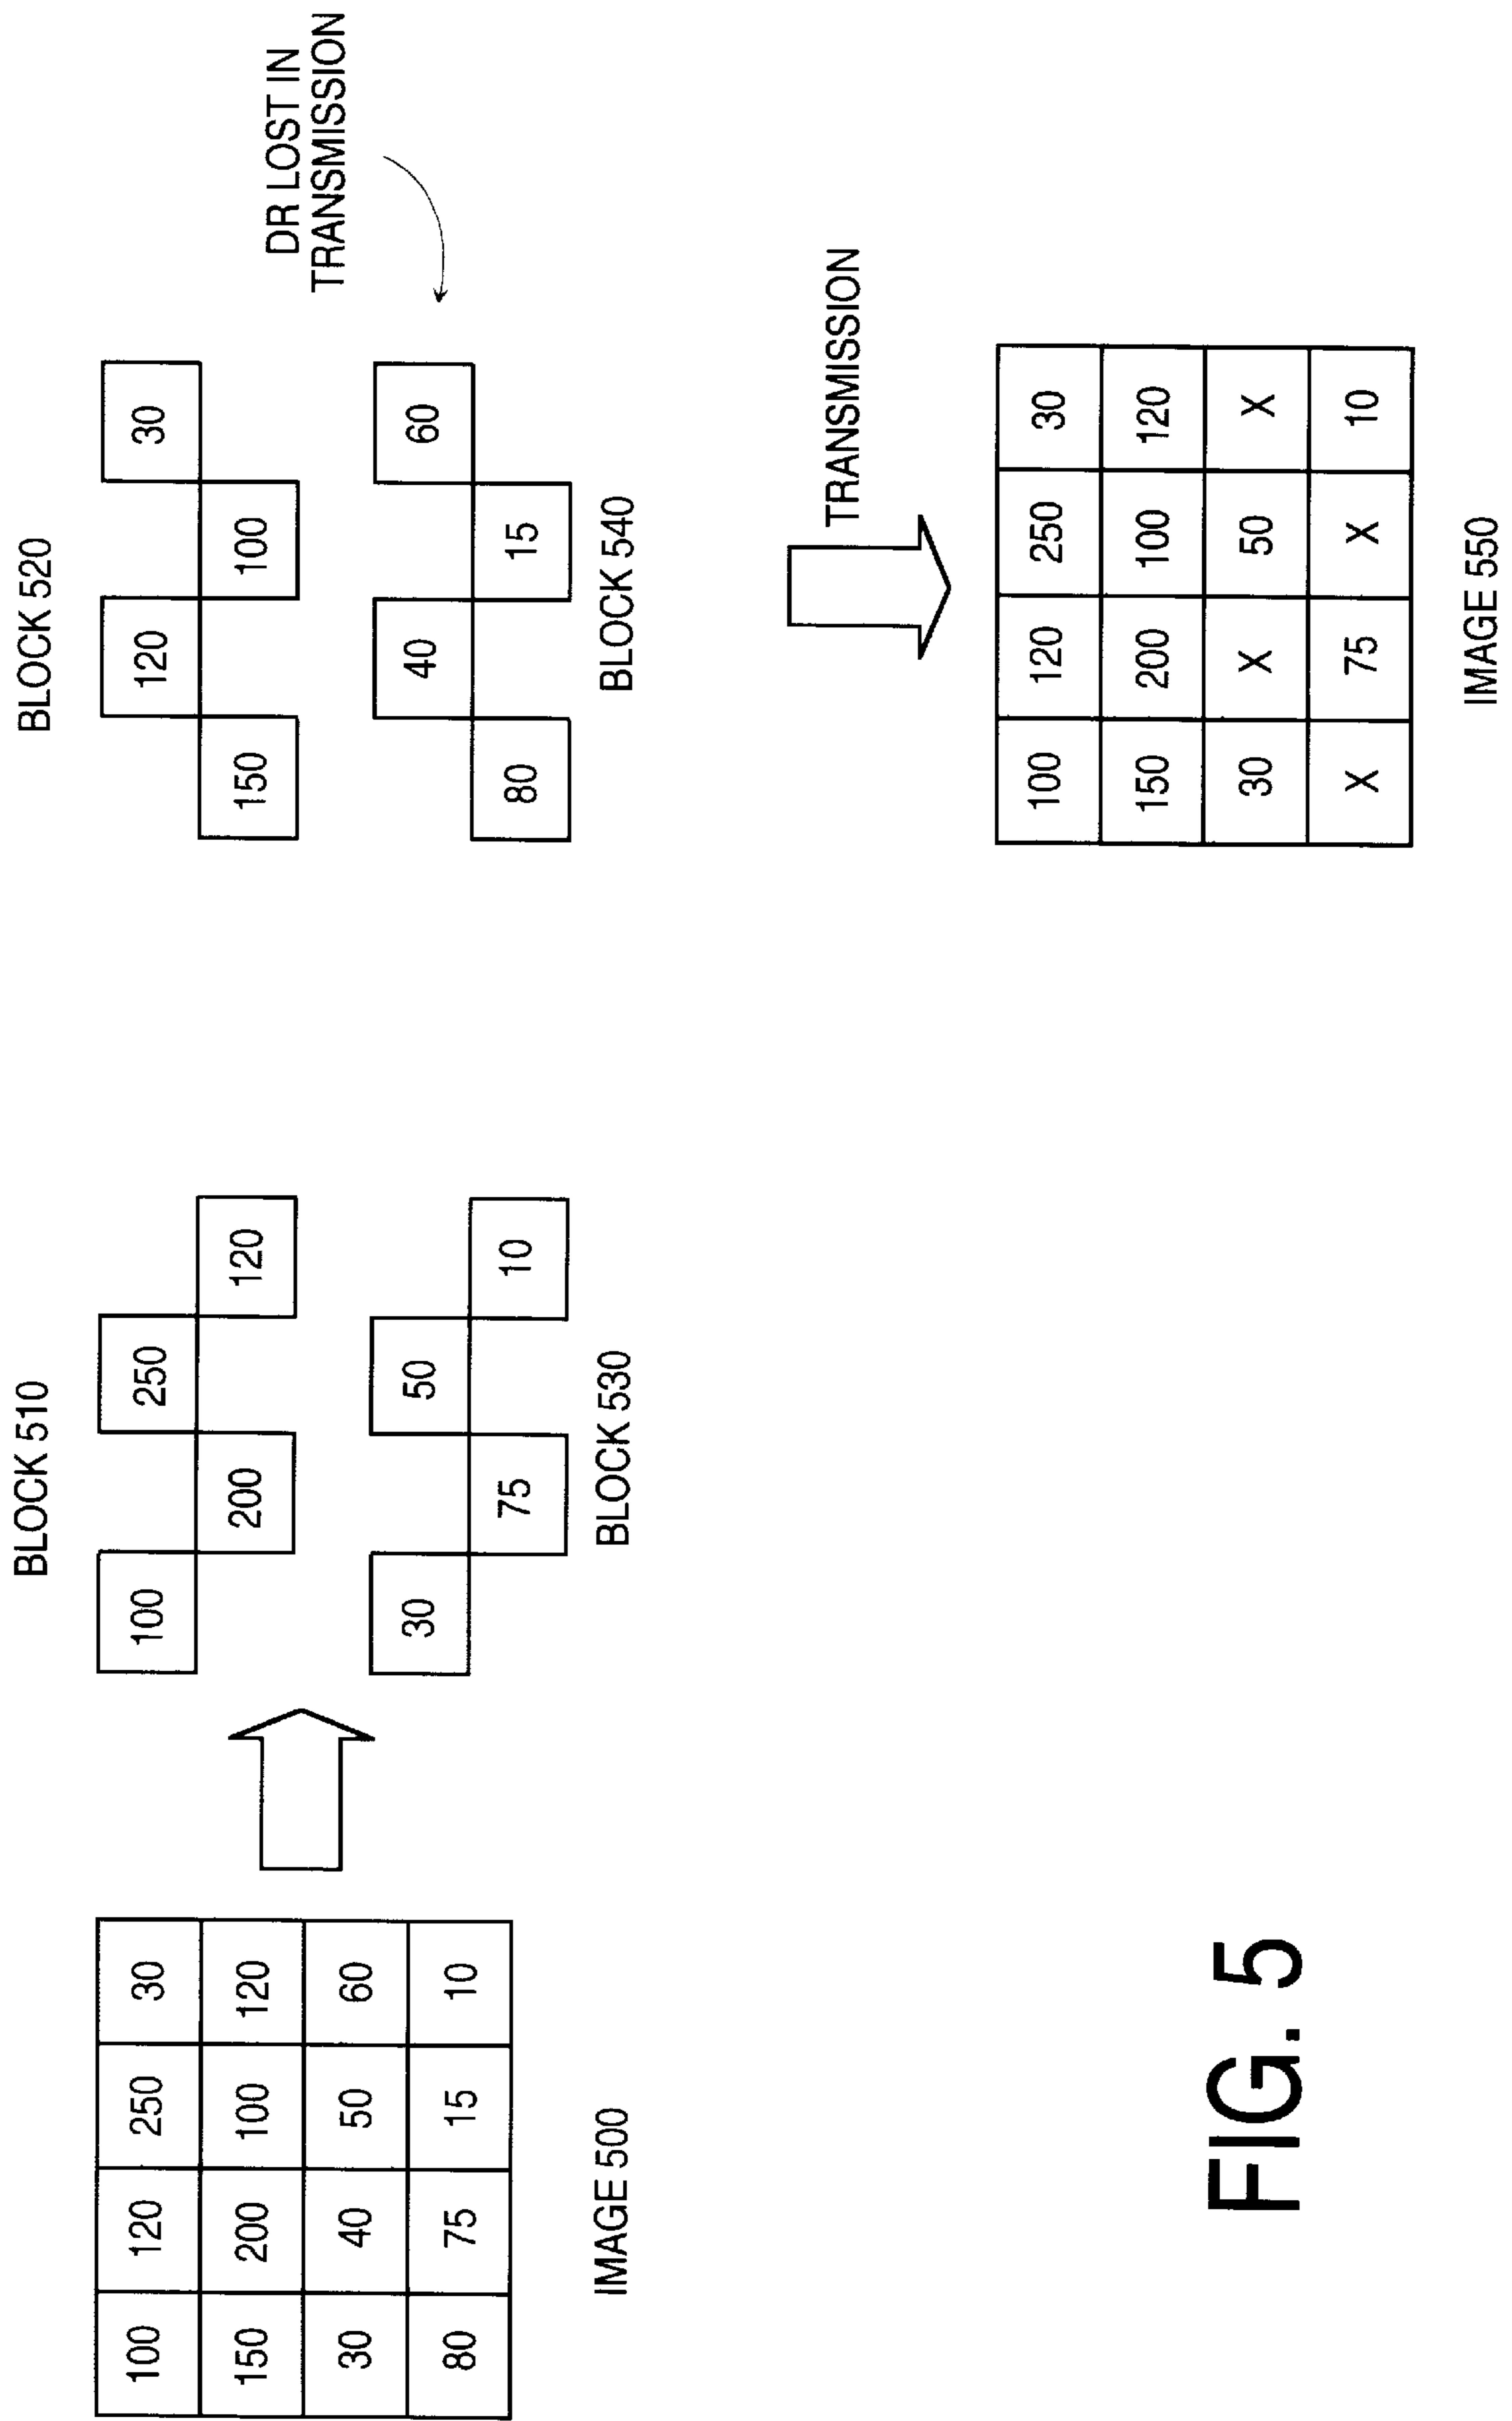 BLOCK 510
BLOCK 520
100 120 250 30
150 200 100 120
30 40 50 60
80 75 15 10
IMAGE 500
100 250
200 120
30 50
75 10
BLOCK 530
120 30
150 100
40 60
80 15
BLOCK 540
DR LOST IN
TRANSMISSION
TRANSMISSION
100 120 250 30
150 200 100 120
30 X 50 X
X 75 X 10
IMAGE 550
FIG. 5